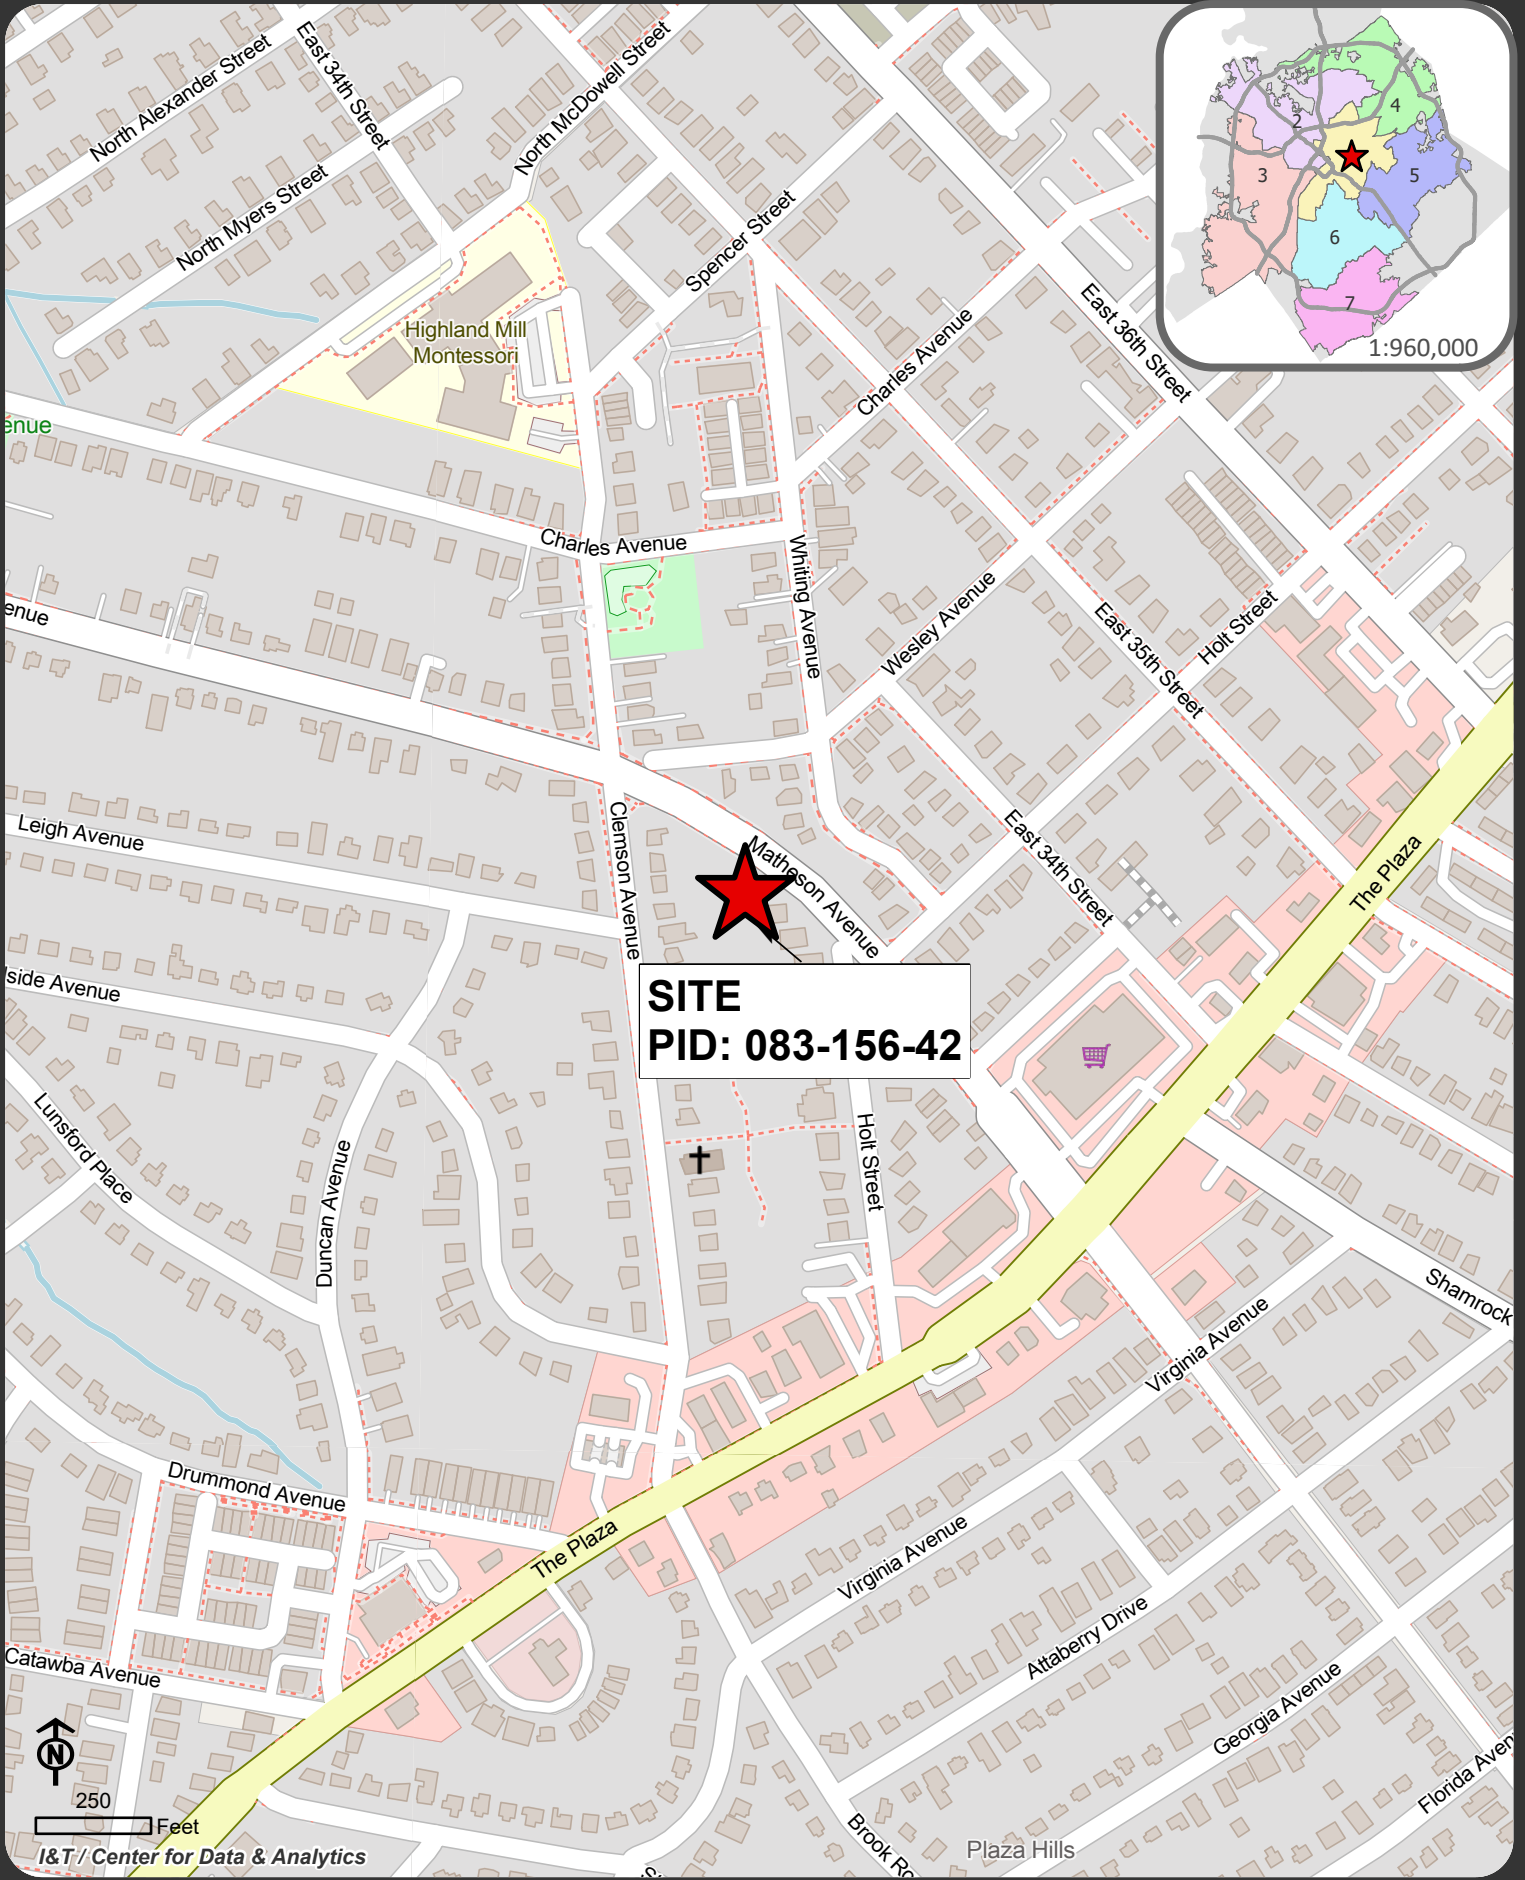 North Alexander Street
East 34th Street
North McDowell Street
North Myers Street
Spencer Street
Highland Mill
Montessori
East 36th Street
Charles Avenue
enue
Charles Avenue
Whiting Avenue
enue
Wesley Avenue
East 35th Street
Holt Street
Leigh Avenue
Clemson Avenue
Matheson Avenue
East 34th Street
The Plaza
SITE
PID: 083-156-42
lside Avenue
Lunsford Place
Duncan Avenue
Holt Street
Shamrock
Virginia Avenue
Drummond Avenue
The Plaza
Virginia Avenue
Attaberry Drive
Catawba Avenue
Georgia Avenue
Florida Aven
Brook Ro
Plaza Hills
2
3
4
5
6
7
1:960,000
N
250
Feet
I&T / Center for Data & Analytics